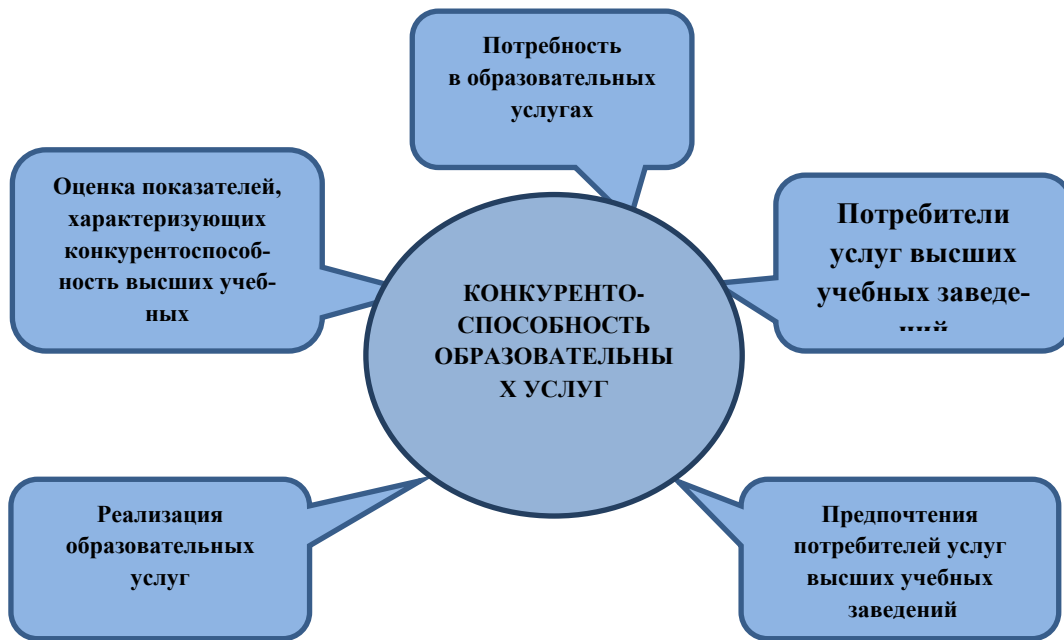 Потребность
в образовательных
услугах
Оценка показателей,
характеризующих
конкурентоспособ-
ность высших учеб-
ных
Потребители
услуг высших
учебных заведе-
ний
КОНКУРЕНТО-
СПОСОБНОСТЬ
ОБРАЗОВАТЕЛЬНЫ
Х УСЛУГ
Реализация
образовательных
услуг
Предпочтения
потребителей услуг
высших учебных
заведений